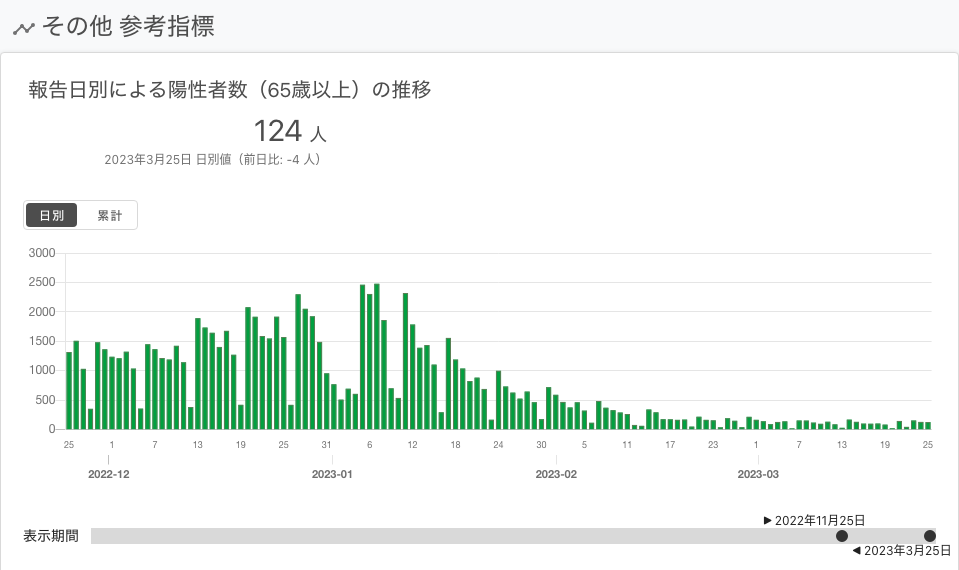 その他 参考指標
報告日別による陽性者数（65歳以上）の推移
124 人
2023年3月25日 日別値（前日比: -4 人）
日別 累計
3000
2500
2000
1500
1000
500
0
25 1 7 13 19 25 31 6 12 18 24 30 5 11 17 23 1 7 13 19 25
2022-12 2023-01 2023-02 2023-03
▶ 2022年11月25日
表示期間
◀ 2023年3月25日